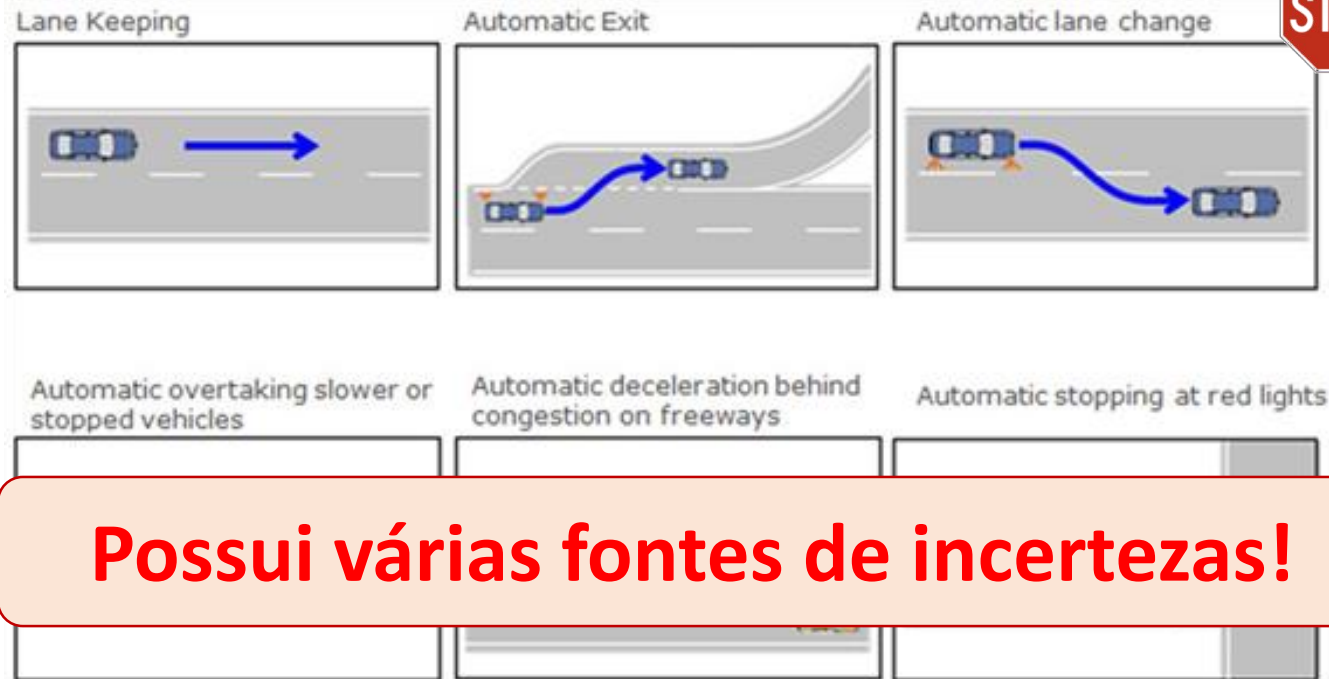 Lane Keeping
Automatic Exit
Automatic lane change
Automatic overtaking slower or
stopped vehicles
Automatic deceleration behind
congestion on freeways
Automatic stopping at red lights
Possui várias fontes de incertezas!